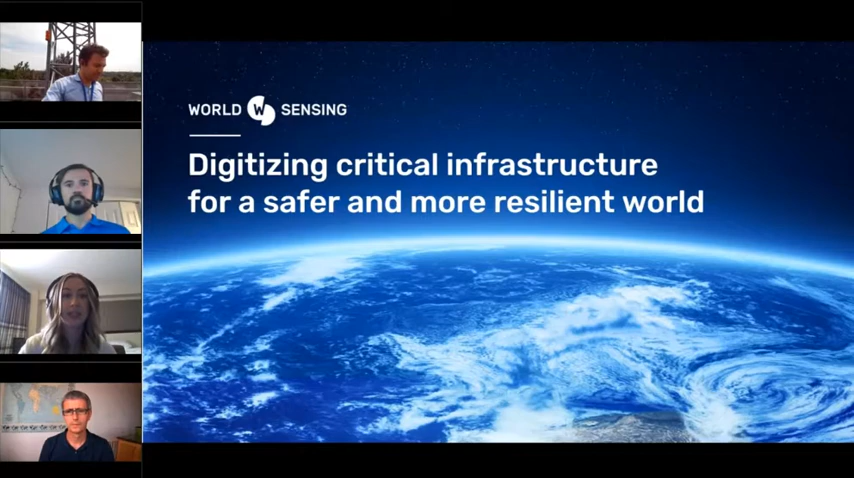 WORLD W SENSING
Digitizing critical infrastructure
for a safer and more resilient world